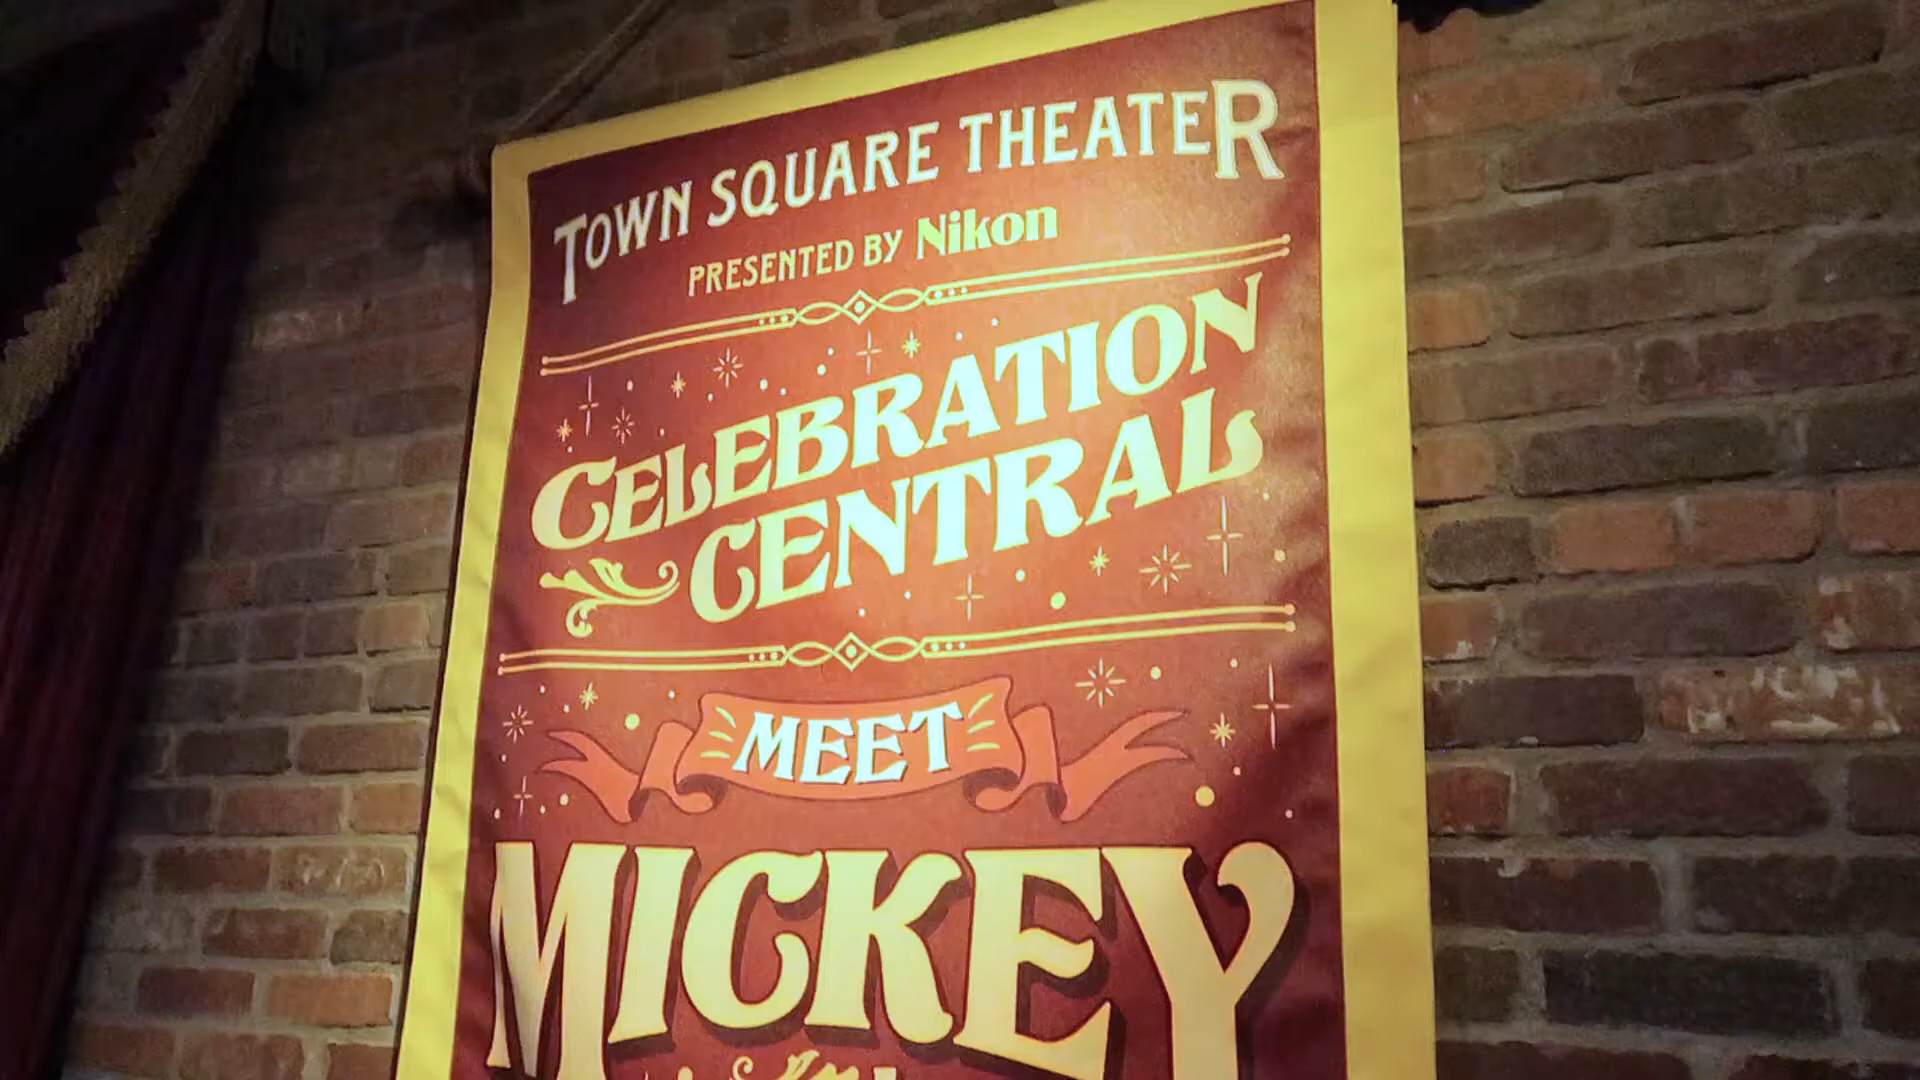 TOWN SQUARE THEATER
PRESENTED BY Nikon
CELEBRATION
CENTRAL
MEET
MICKEY